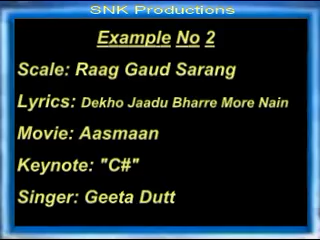 SNK Productions
Example No 2
Scale: Raag Gaud Sarang
Lyrics: Dekho Jaadu Bharre More Nain
Movie: Aasmaan
Keynote: "C#"
Singer: Geeta Dutt